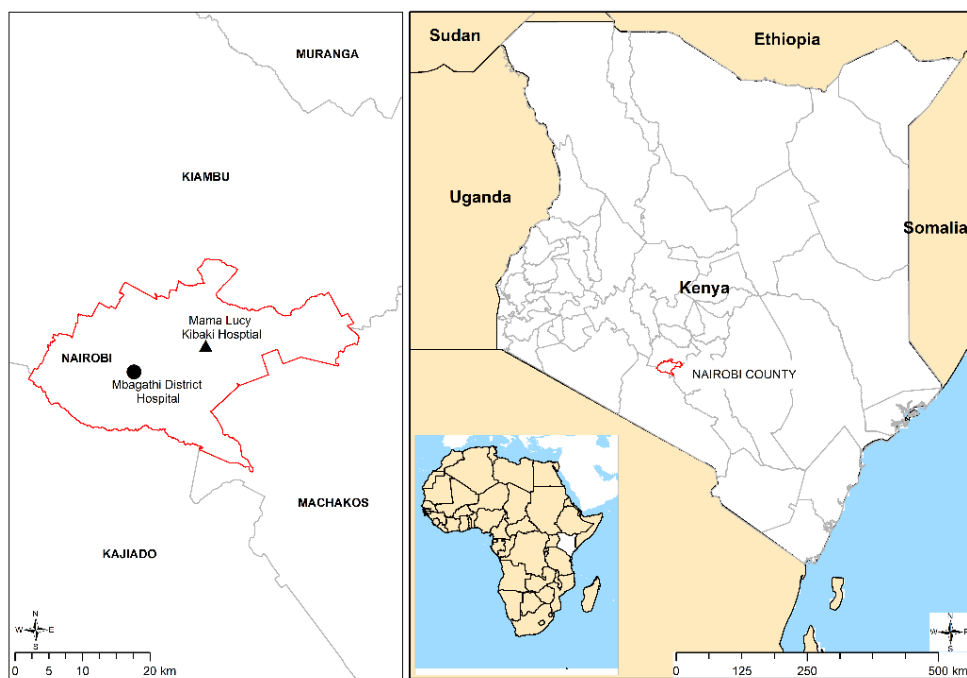 MURANGA
KIAMBU
Mama Lucy
Kibaki Hosptial
NAIROBI
Mbagathi District
Hospital
MACHAKOS
KAJIADO
N
W E
S
0 5 10 20 km
Sudan
Ethiopia
Uganda
Somalia
Kenya
NAIROBI COUNTY
N
W E
S
0 125 250 500 km